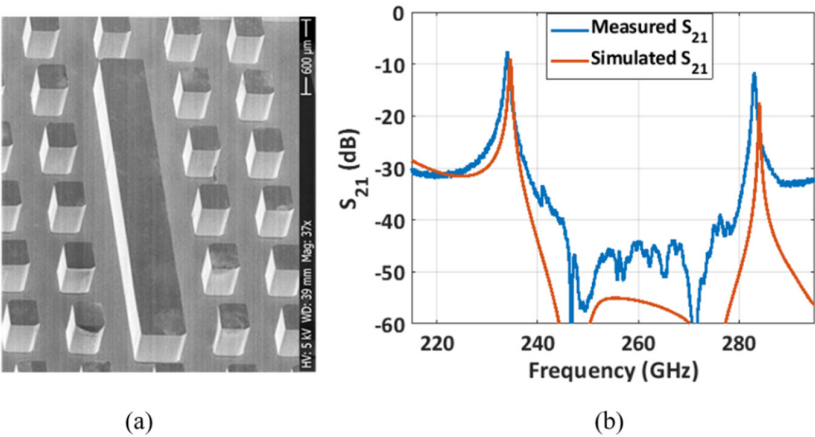 600 μm
HV: 5 kV WD: 39 mm Mag: 37x
0
-10
-20
-30
-40
-50
-60
S21 (dB)
Measured S21
Simulated S21
220 240 260 280
Frequency (GHz)
(a) (b)